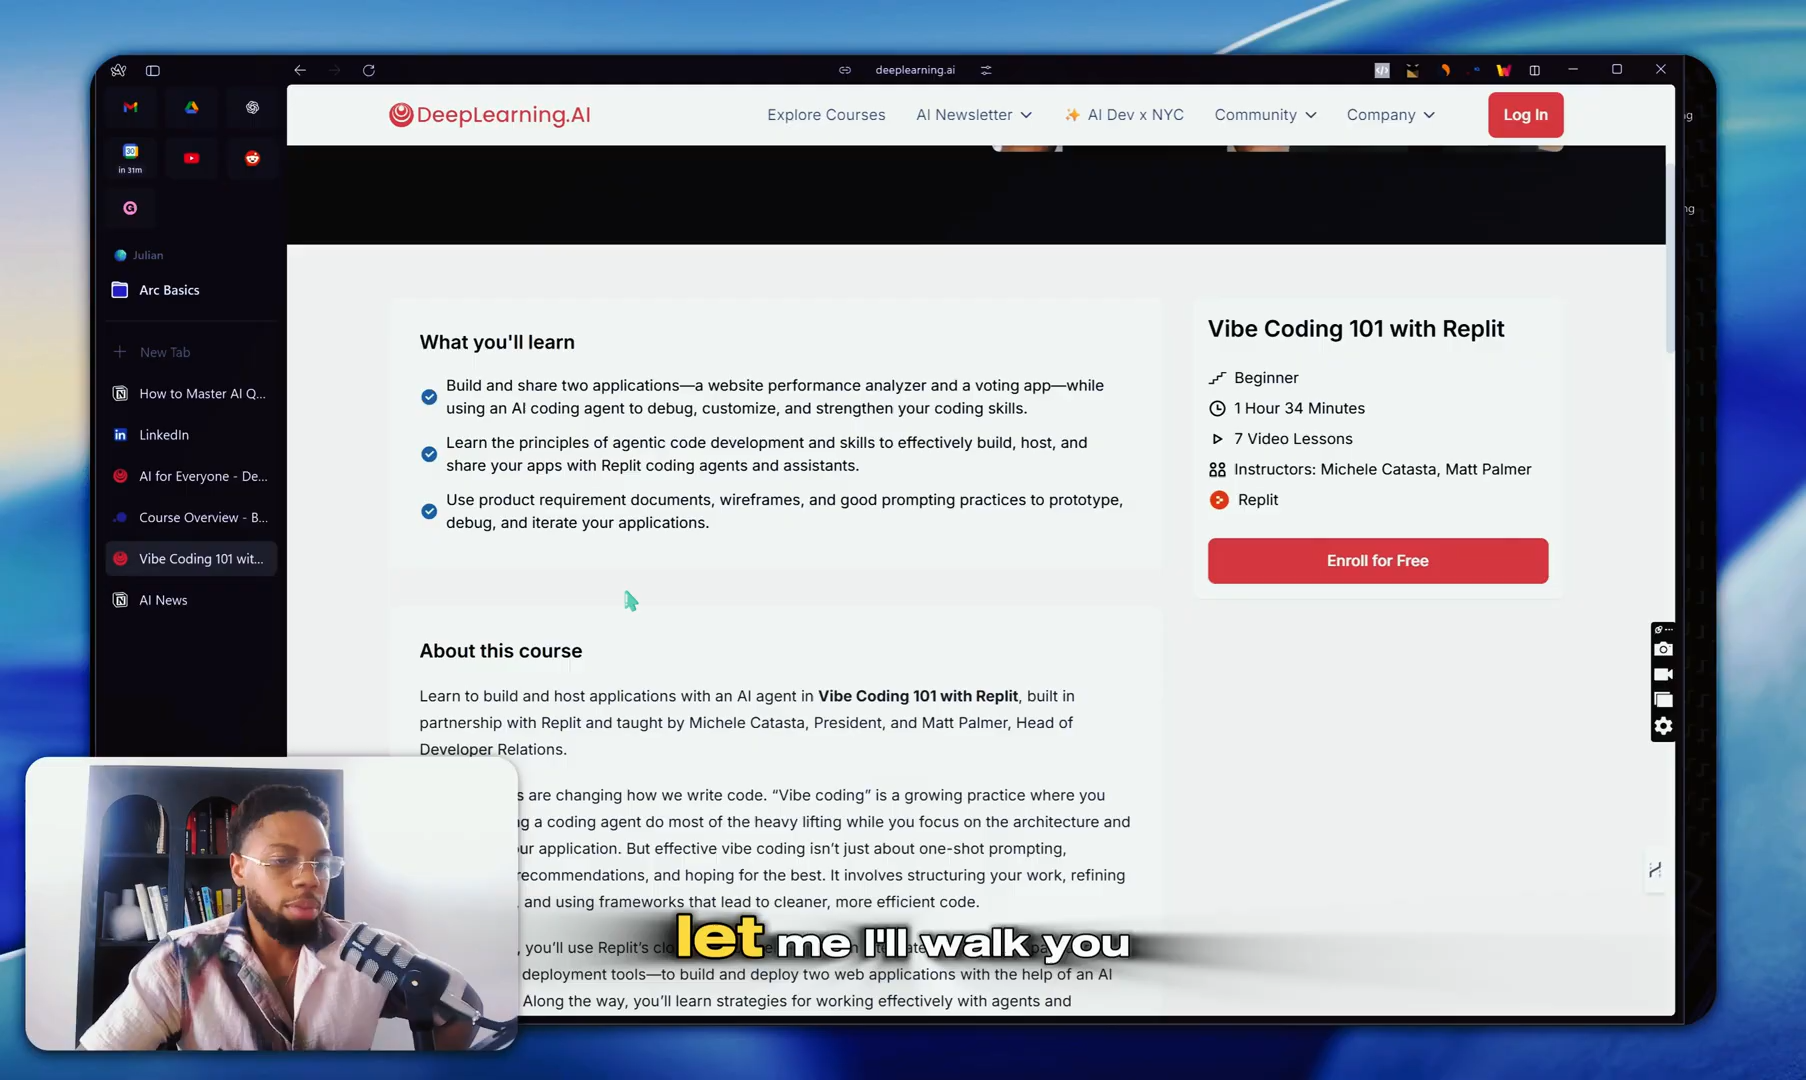 deeplearning.ai
DeepLearning.AI
Explore Courses
AI Newsletter
AI Dev x NYC
Community
Company
Log In
30
in 31m
Julian
Arc Basics
New Tab
How to Master AI Q...
LinkedIn
AI for Everyone - De...
Course Overview - B...
Vibe Coding 101 wit...
AI News
What you'll learn
Build and share two applications—a website performance analyzer and a voting app—while
using an AI coding agent to debug, customize, and strengthen your coding skills.
Learn the principles of agentic code development and skills to effectively build, host, and
share your apps with Replit coding agents and assistants.
Use product requirement documents, wireframes, and good prompting practices to prototype,
debug, and iterate your applications.
Vibe Coding 101 with Replit
Beginner
1 Hour 34 Minutes
7 Video Lessons
Instructors: Michele Catasta, Matt Palmer
Replit
Enroll for Free
About this course
Learn to build and host applications with an AI agent in Vibe Coding 101 with Replit, built in
partnership with Replit and taught by Michele Catasta, President, and Matt Palmer, Head of
Developer Relations.
s are changing how we write code. “Vibe coding” is a growing practice where you
g a coding agent do most of the heavy lifting while you focus on the architecture and
ur application. But effective vibe coding isn’t just about one-shot prompting,
recommendations, and hoping for the best. It involves structuring your work, refining
and using frameworks that lead to cleaner, more efficient code.
let me I'll walk you
, you’ll use Replit’s
deployment tools—to build and deploy two web applications with the help of an AI
Along the way, you’ll learn strategies for working effectively with agents and
ng
ng